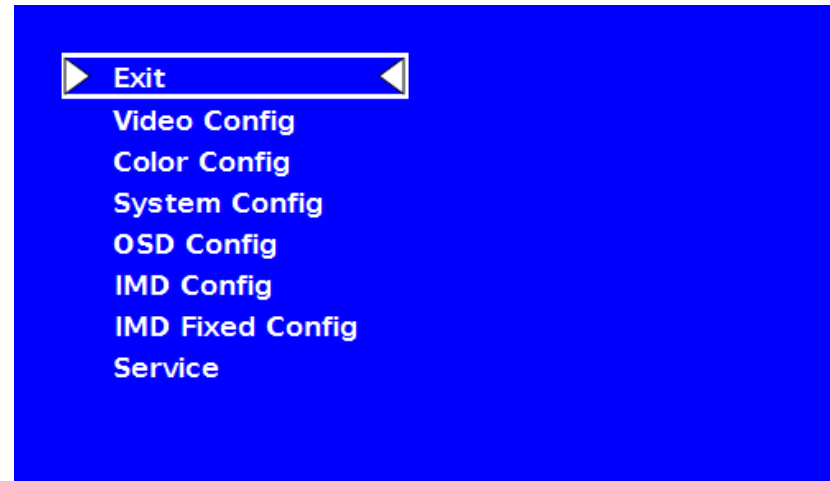 Exit
Video Config
Color Config
System Config
OSD Config
IMD Config
IMD Fixed Config
Service